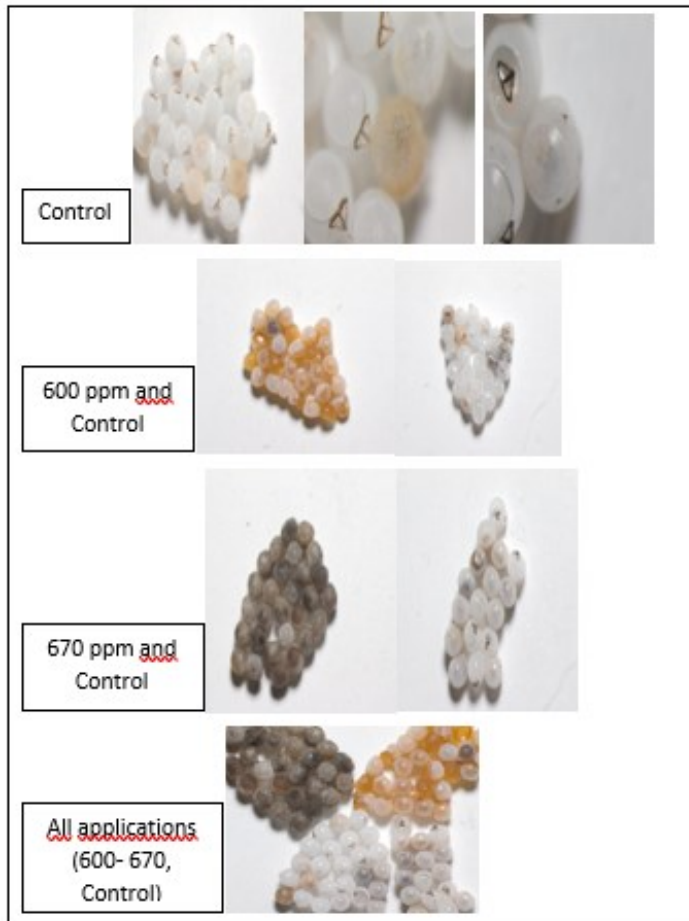 Control
600 ppm and
Control
670 ppm and
Control
All applications
(600- 670,
Control)